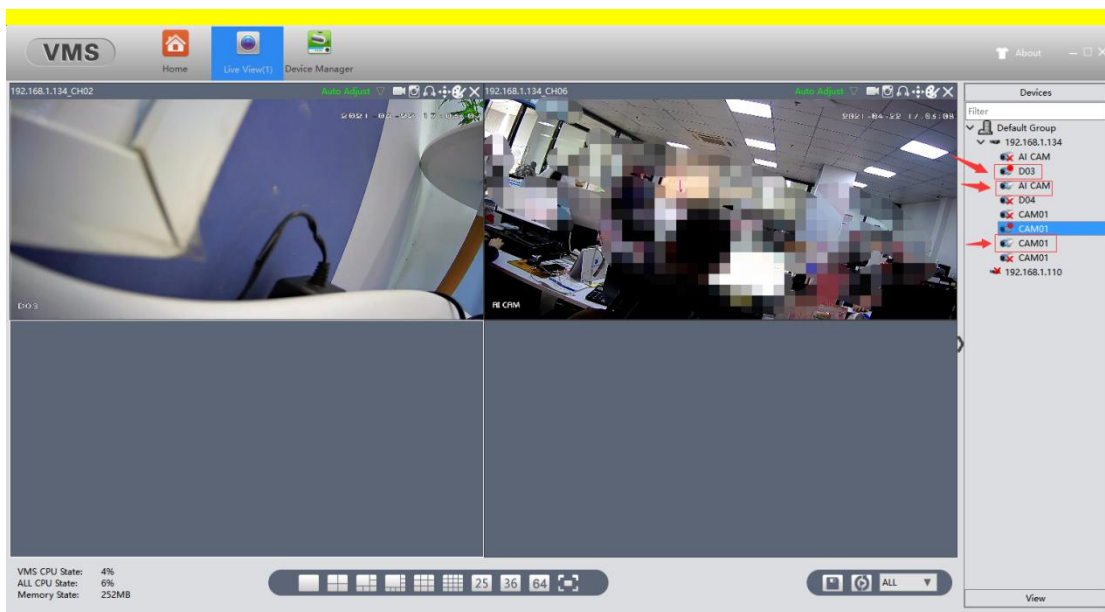 VMS
Home
Live View(1)
Device Manager
About
192.168.1.134_CH02
Auto Adjust
192.168.1.134_CH06
Auto Adjust
2021-04-22
D03
AI CAM
Devices
Filter
Default Group
192.168.1.134
AI CAM
D03
AI CAM
D04
CAM01
CAM01
CAM01
CAM01
192.168.1.110
VMS CPU State: 4%
ALL CPU State: 6%
Memory State: 252MB
25 36 64
ALL
View